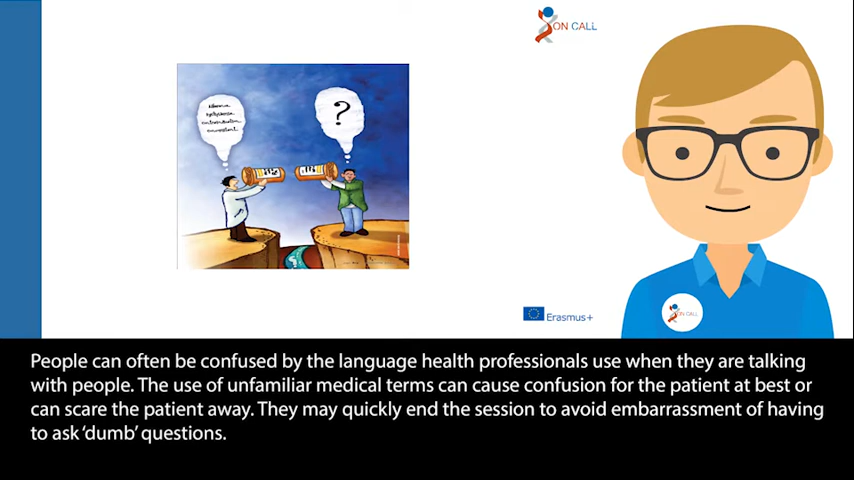 ON CALL
?
Erasmus+
ON CALL
People can often be confused by the language health professionals use when they are talking
with people. The use of unfamiliar medical terms can cause confusion for the patient at best or
can scare the patient away. They may quickly end the session to avoid embarrassment of having
to ask ‘dumb’ questions.